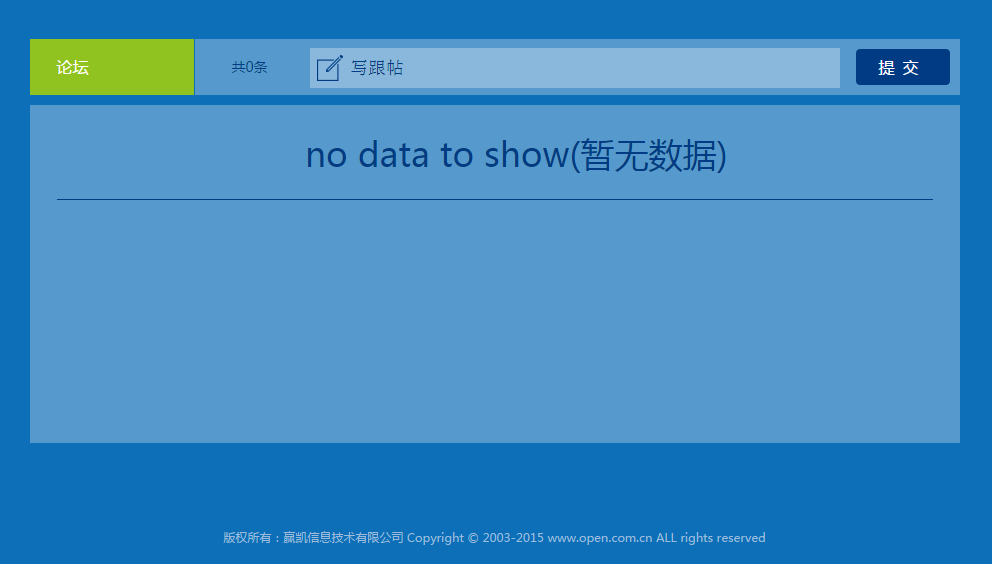 论坛
共0条
写跟帖
提 交
no data to show(暂无数据)
版权所有：赢凯信息技术有限公司 Copyright © 2003-2015 www.open.com.cn ALL rights reserved